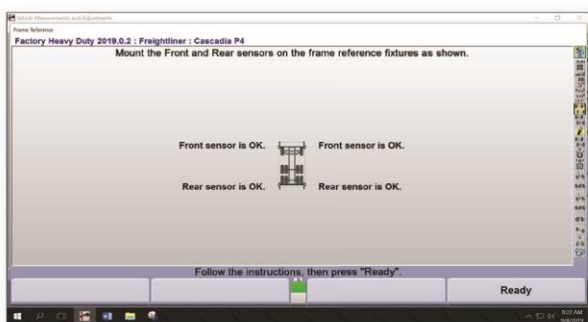 Vehicle Measurements and Adjustments
Frame Reference
Factory Heavy Duty 2019.0.2 : Freightliner : Cascadia P4
Mount the Front and Rear sensors on the frame reference fixtures as shown.
Front sensor is OK. Front sensor is OK.
Rear sensor is OK. Rear sensor is OK.
Follow the instructions, then press "Ready".
Ready
9:22 AM